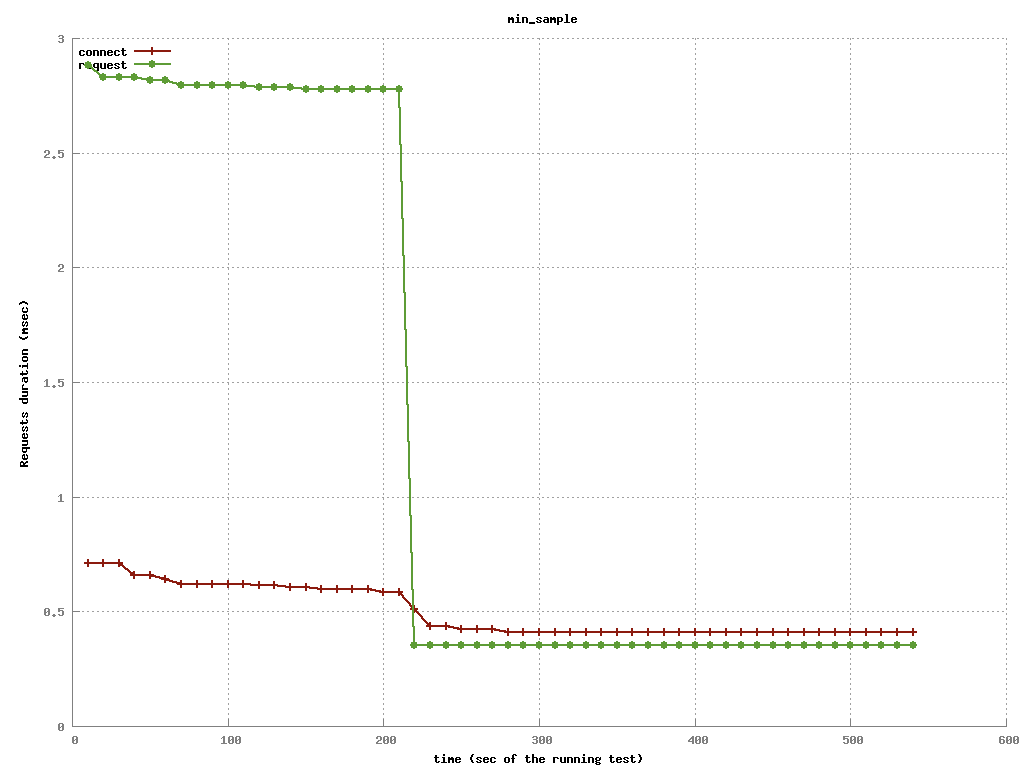 min_sample
3
connect
request
2.5
2
1.5
1
0.5
0
0 100 200 300 400 500 600
Requests duration (msec)
time (sec of the running test)